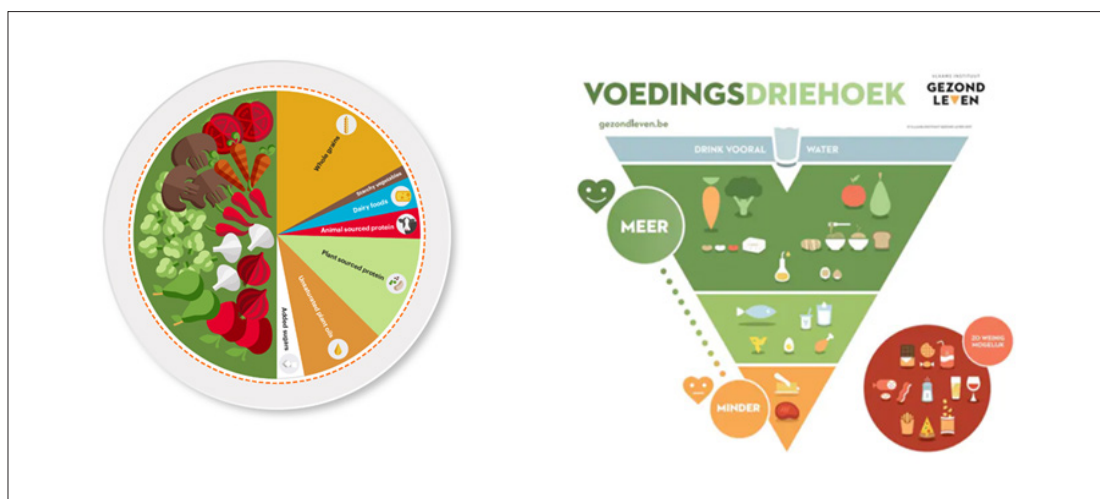 Whole grains
Starchy vegetables
Dairy foods
Animal sourced protein
Plant sourced protein
Unsaturated plant oils
Added sugars
VOEDINGSDRIEHOEK
VLAAMS INSTITUUT
GEZOND
LEVEN
gezondleven.be
DRINK VOORAL WATER
MEER
MINDER
ZO WEINIG
MOGELIJK